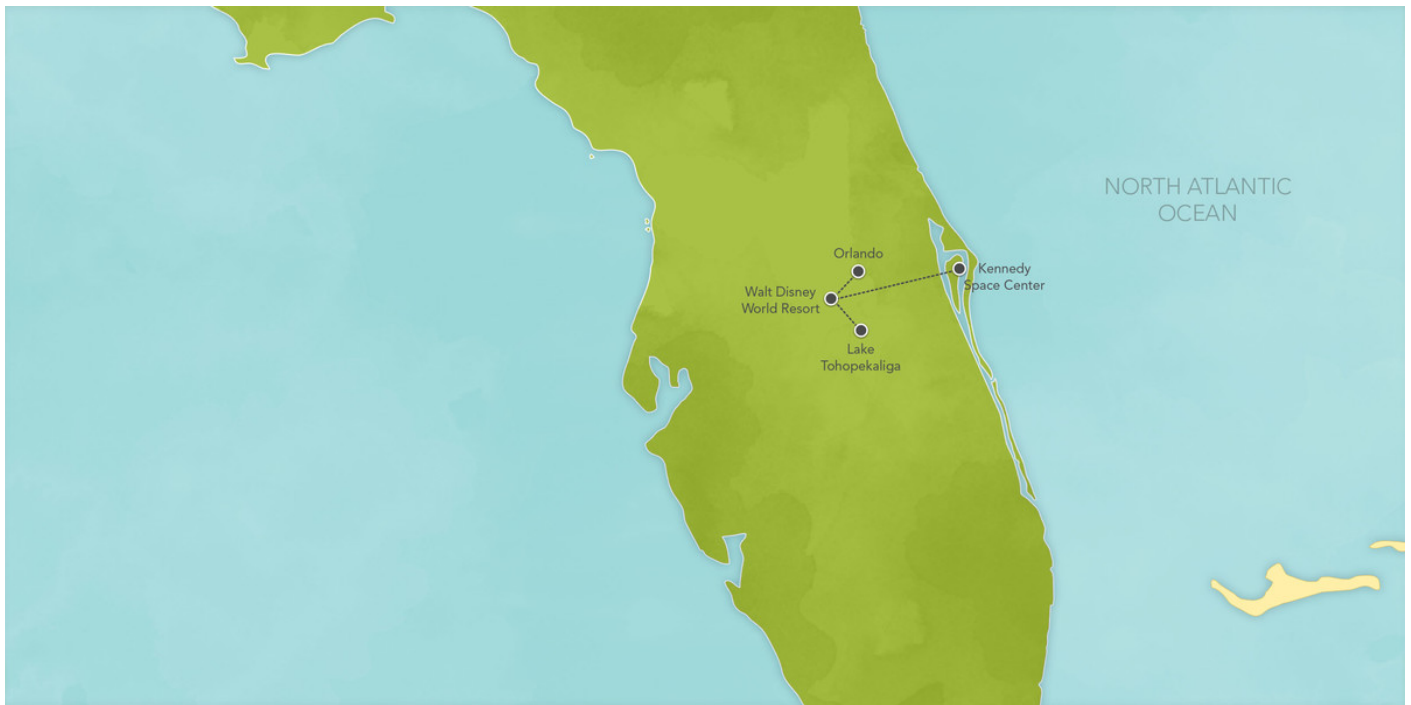 NORTH ATLANTIC
OCEAN
Orlando
Kennedy
Space Center
Walt Disney
World Resort
Lake
Tohopekaliga